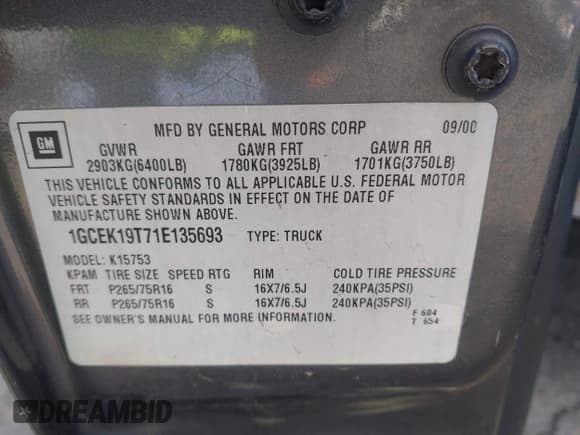 MFD BY GENERAL MOTORS CORP 09/00
GM
GVWR GAWR FRT GAWR RR
2903KG(6400LB) 1780KG(3925LB) 1701KG(3750LB)
THIS VEHICLE CONFORMS TO ALL APPLICABLE U.S. FEDERAL MOTOR
VEHICLE SAFETY STANDARDS IN EFFECT ON THE DATE OF
MANUFACTURE SHOWN ABOVE.
1GCEK19T71E135693 TYPE: TRUCK
MODEL: K15753
KPAM TIRE SIZE SPEED RTG RIM COLD TIRE PRESSURE
FRT P265/75R16 S 16X7/6.5J 240KPA(35PSI)
RR P265/75R16 S 16X7/6.5J 240KPA(35PSI)
SEE OWNER'S MANUAL FOR MORE INFORMATION.
F 604
T 654
DREAMBID